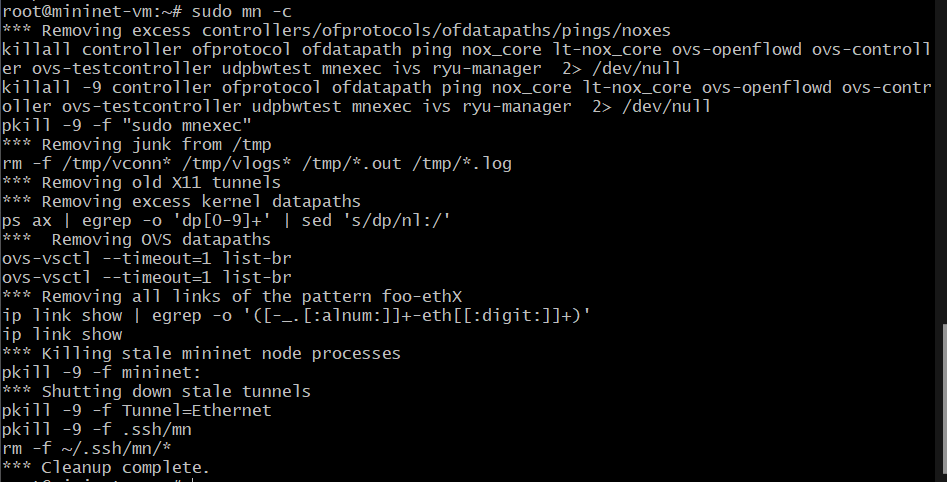 root@mininet-vm:~# sudo mn -c
*** Removing excess controllers/ofprotocols/ofdatapaths/pings/noxes
killall controller ofprotocol ofdatapath ping nox_core lt-nox_core ovs-openflowd ovs-controll
er ovs-testcontroller udpbwtest mnexec ivs ryu-manager  2> /dev/null
killall -9 controller ofprotocol ofdatapath ping nox_core lt-nox_core ovs-openflowd ovs-contr
oller ovs-testcontroller udpbwtest mnexec ivs ryu-manager  2> /dev/null
pkill -9 -f "sudo mnexec"
*** Removing junk from /tmp
rm -f /tmp/vconn* /tmp/vlogs* /tmp/*.out /tmp/*.log
*** Removing old X11 tunnels
*** Removing excess kernel datapaths
ps ax | egrep -o 'dp[0-9]+' | sed 's/dp/nl:/'
***  Removing OVS datapaths
ovs-vsctl --timeout=1 list-br
ovs-vsctl --timeout=1 list-br
*** Removing all links of the pattern foo-ethX
ip link show | egrep -o '([-_.[:alnum:]]+-eth[[:digit:]]+)'
ip link show
*** Killing stale mininet node processes
pkill -9 -f mininet:
*** Shutting down stale tunnels
pkill -9 -f Tunnel=Ethernet
pkill -9 -f .ssh/mn
rm -f ~/.ssh/mn/*
*** Cleanup complete.